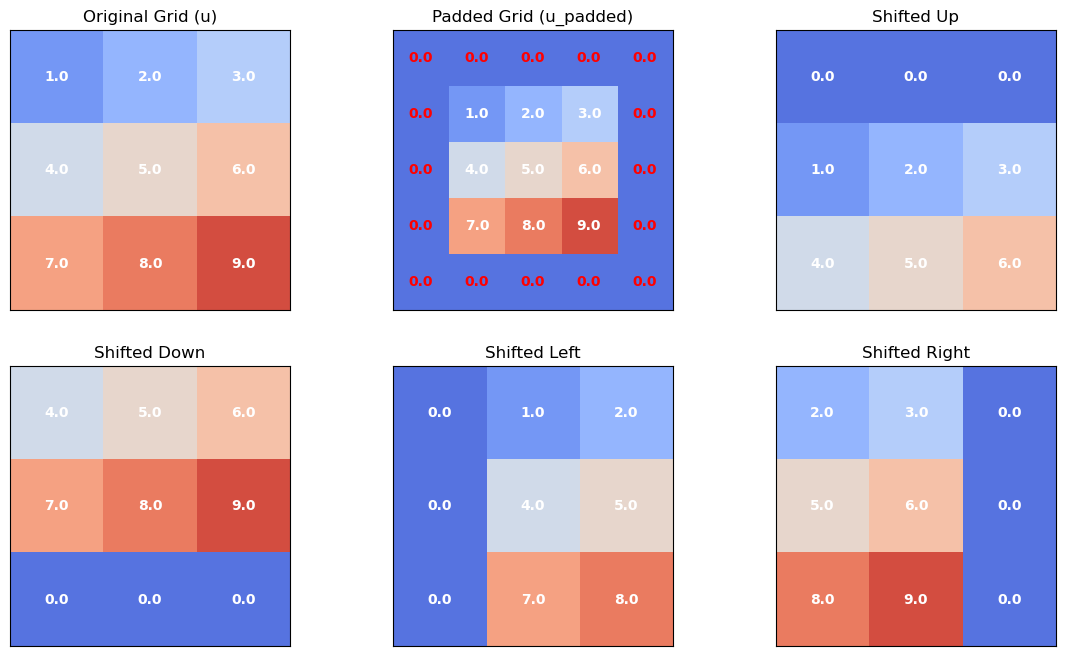 Original Grid (u)
1.0 2.0 3.0
4.0 5.0 6.0
7.0 8.0 9.0
Padded Grid (u_padded)
0.0 0.0 0.0 0.0 0.0
0.0 1.0 2.0 3.0 0.0
0.0 4.0 5.0 6.0 0.0
0.0 7.0 8.0 9.0 0.0
0.0 0.0 0.0 0.0 0.0
Shifted Up
0.0 0.0 0.0
1.0 2.0 3.0
4.0 5.0 6.0
Shifted Down
4.0 5.0 6.0
7.0 8.0 9.0
0.0 0.0 0.0
Shifted Left
0.0 1.0 2.0
0.0 4.0 5.0
0.0 7.0 8.0
Shifted Right
2.0 3.0 0.0
5.0 6.0 0.0
8.0 9.0 0.0